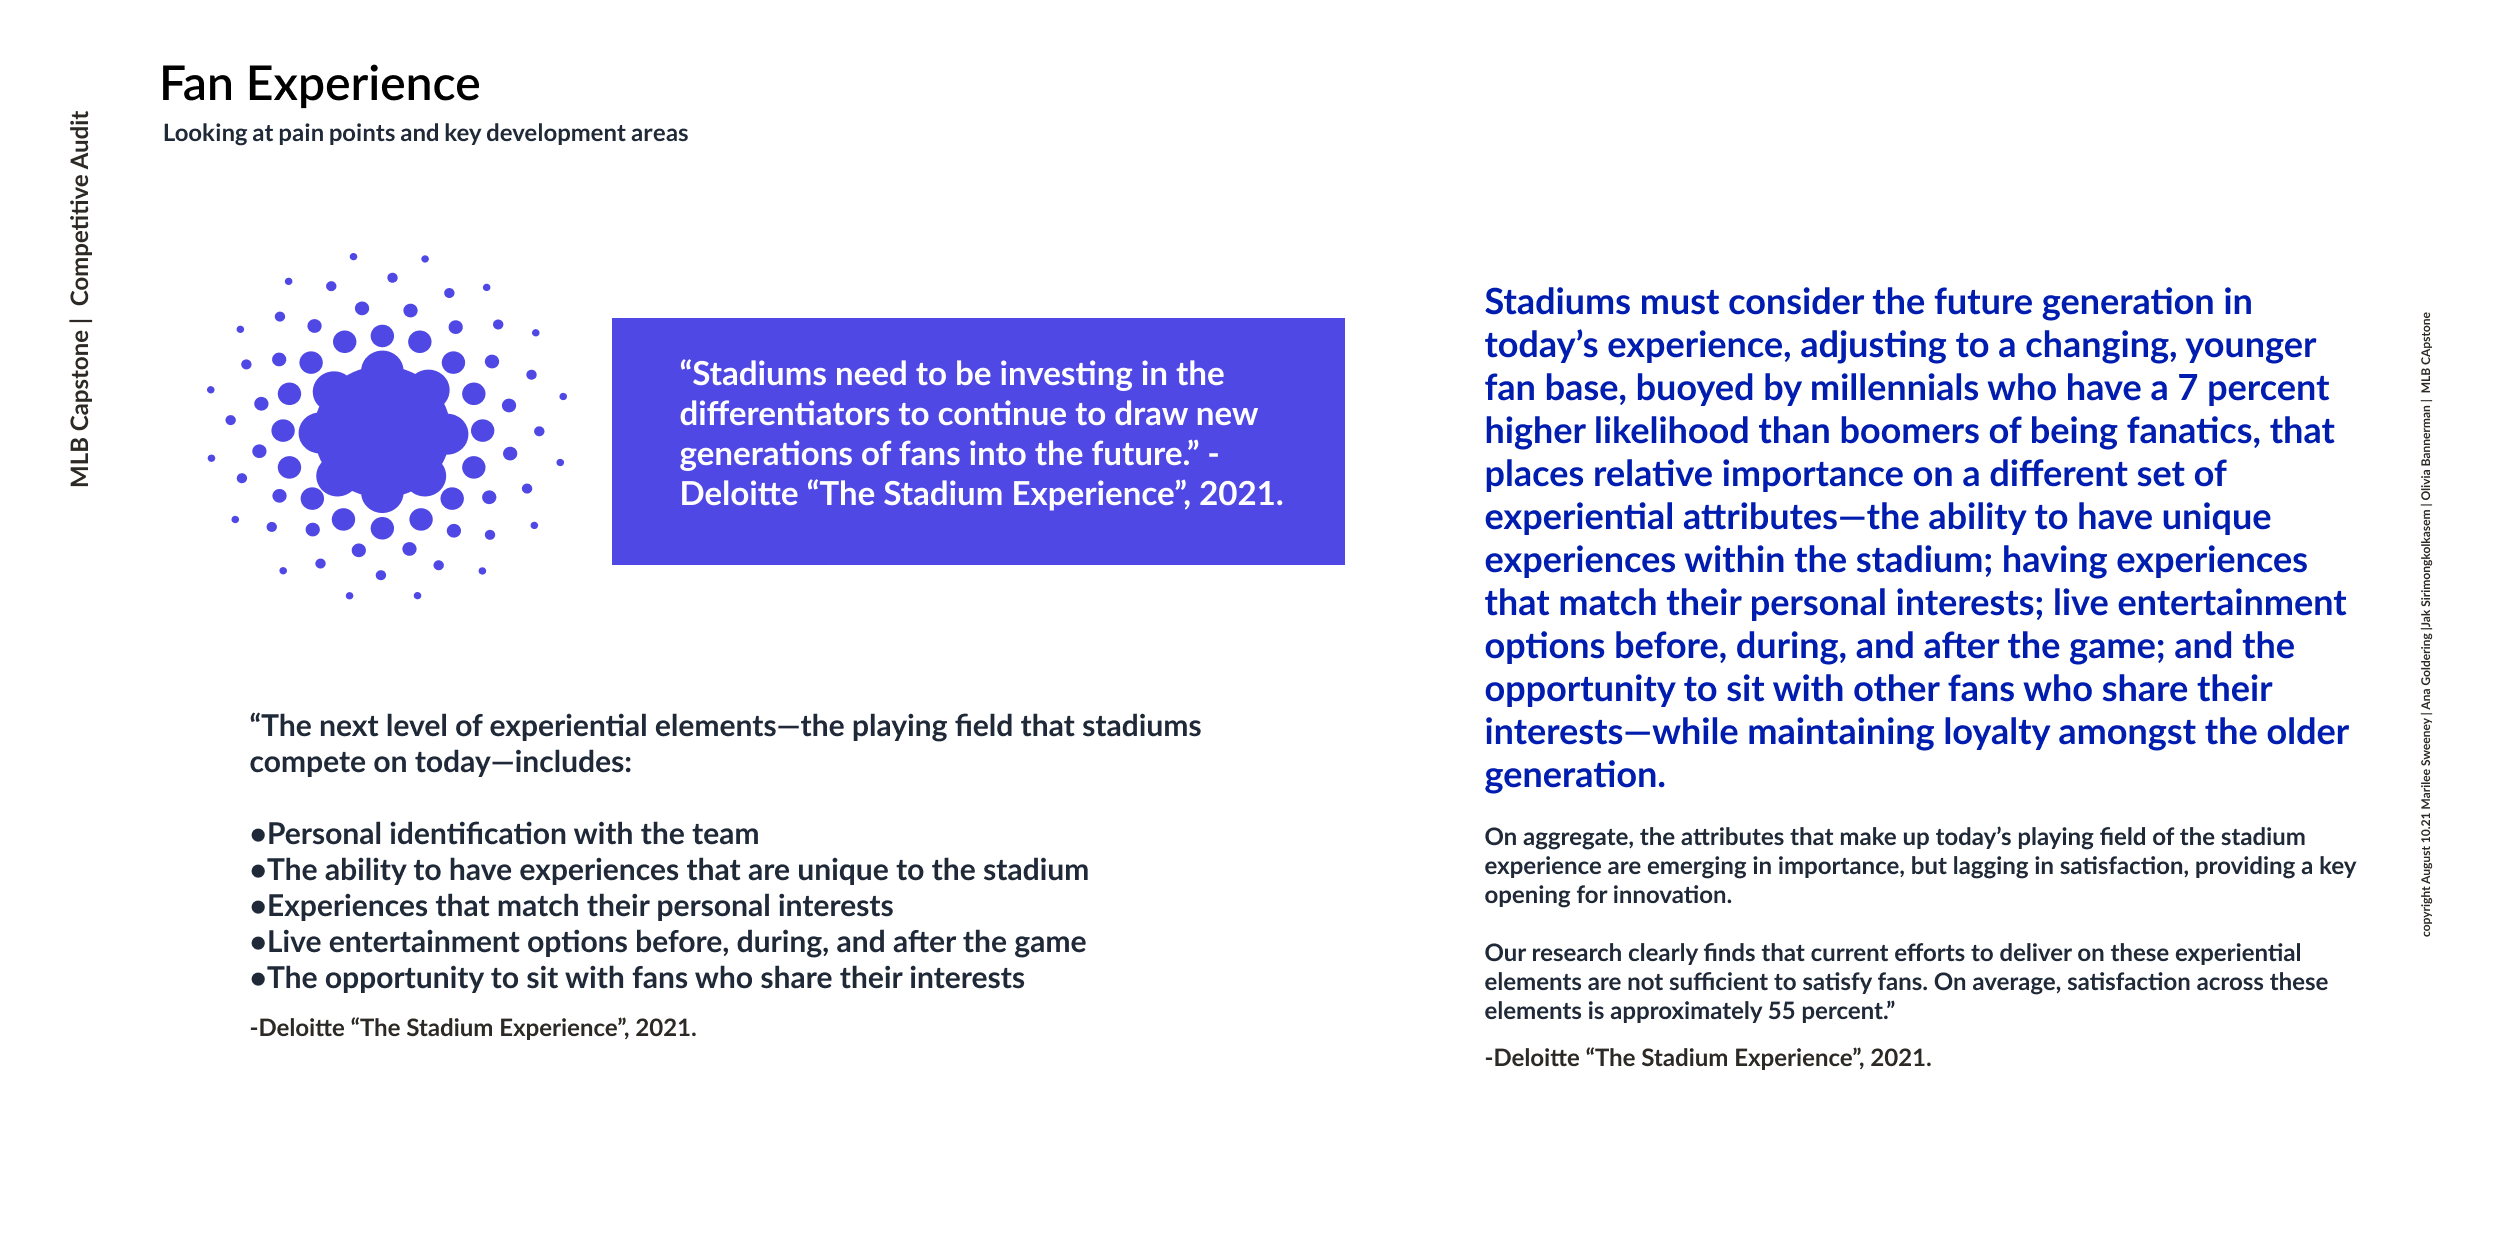 Fan Experience
Looking at pain points and key development areas
MLB Capstone | Competitive Audit
“Stadiums need to be investing in the
differentiators to continue to draw new
generations of fans into the future.” -
Deloitte “The Stadium Experience”, 2021.
“The next level of experiential elements—the playing field that stadiums
compete on today—includes:
●Personal identification with the team
●The ability to have experiences that are unique to the stadium
●Experiences that match their personal interests
●Live entertainment options before, during, and after the game
●The opportunity to sit with fans who share their interests
-Deloitte “The Stadium Experience”, 2021.
Stadiums must consider the future generation in
today’s experience, adjusting to a changing, younger
fan base, buoyed by millennials who have a 7 percent
higher likelihood than boomers of being fanatics, that
places relative importance on a different set of
experiential attributes—the ability to have unique
experiences within the stadium; having experiences
that match their personal interests; live entertainment
options before, during, and after the game; and the
opportunity to sit with other fans who share their
interests—while maintaining loyalty amongst the older
generation.
On aggregate, the attributes that make up today’s playing field of the stadium
experience are emerging in importance, but lagging in satisfaction, providing a key
opening for innovation.
Our research clearly finds that current efforts to deliver on these experiential
elements are not sufficient to satisfy fans. On average, satisfaction across these
elements is approximately 55 percent.”
-Deloitte “The Stadium Experience”, 2021.
copyright August 10.21 Marilee Sweeney | Ana Goldering |Jak Sirimongkolkasem | Olivia Bannerman | MLB CApstone